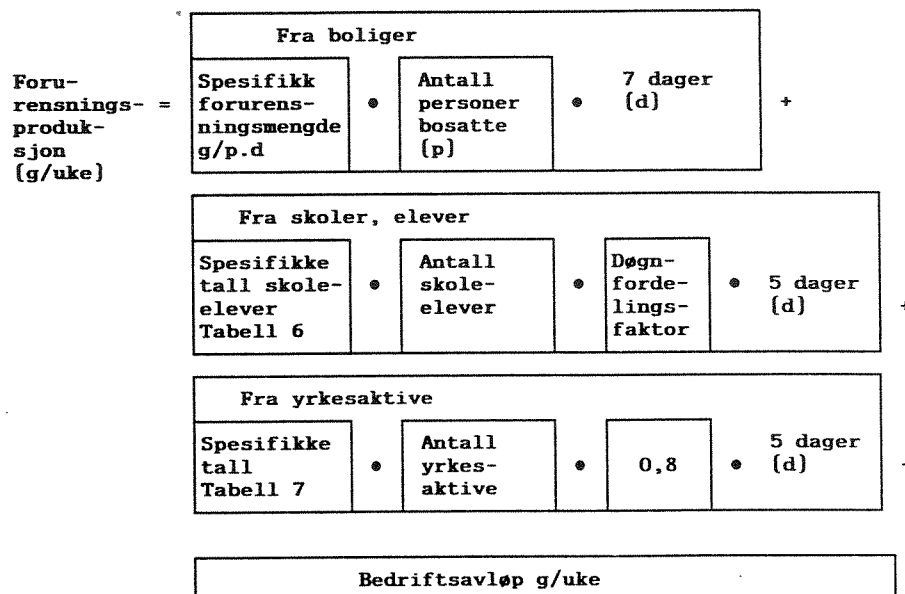 Foru-
rensnings- =
produk-
sjon
(g/uke)
Fra boliger
Spesifikk
forurens-
ningsmengde
g/p.d
•
Antall
personer
bosatte
(p)
•
7 dager
(d)
+
Fra skoler, elever
Spesifikke
tall skole-
elever
Tabell 6
•
Antall
skole-
elever
•
Døgn-
forde-
lings-
faktor
•
5 dager
(d)
+
Fra yrkesaktive
Spesifikke
tall
Tabell 7
•
Antall
yrkes-
aktive
•
0,8
•
5 dager
(d)
+
Bedriftsavløp g/uke